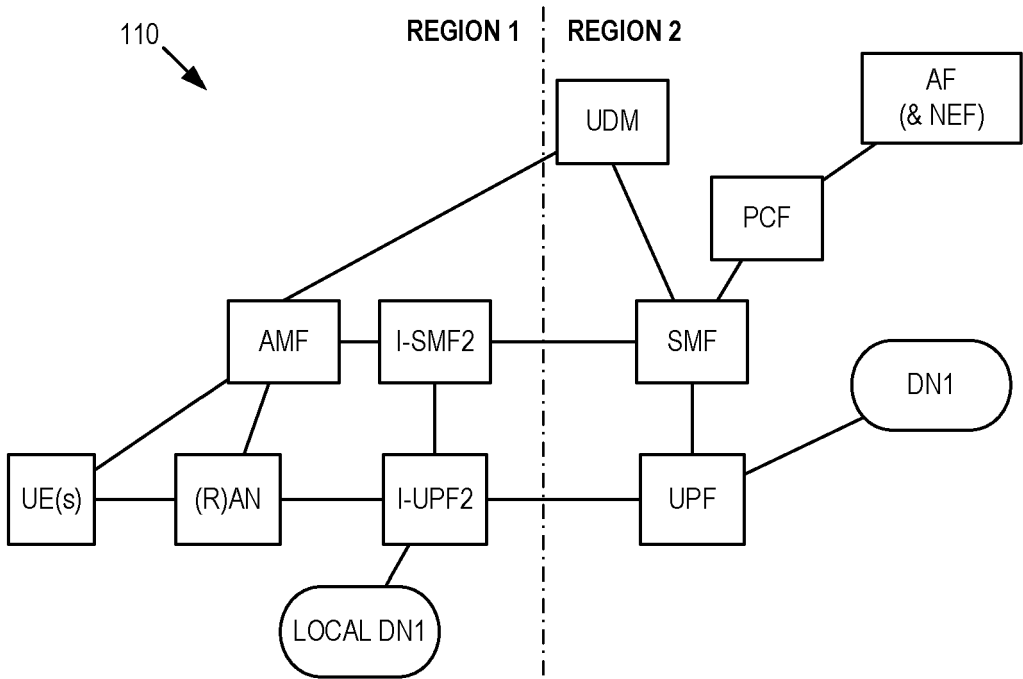 110
REGION 1
REGION 2
UDM
AF
(& NEF)
PCF
AMF
I-SMF2
SMF
DN1
UE(s)
(R)AN
I-UPF2
UPF
LOCAL DN1